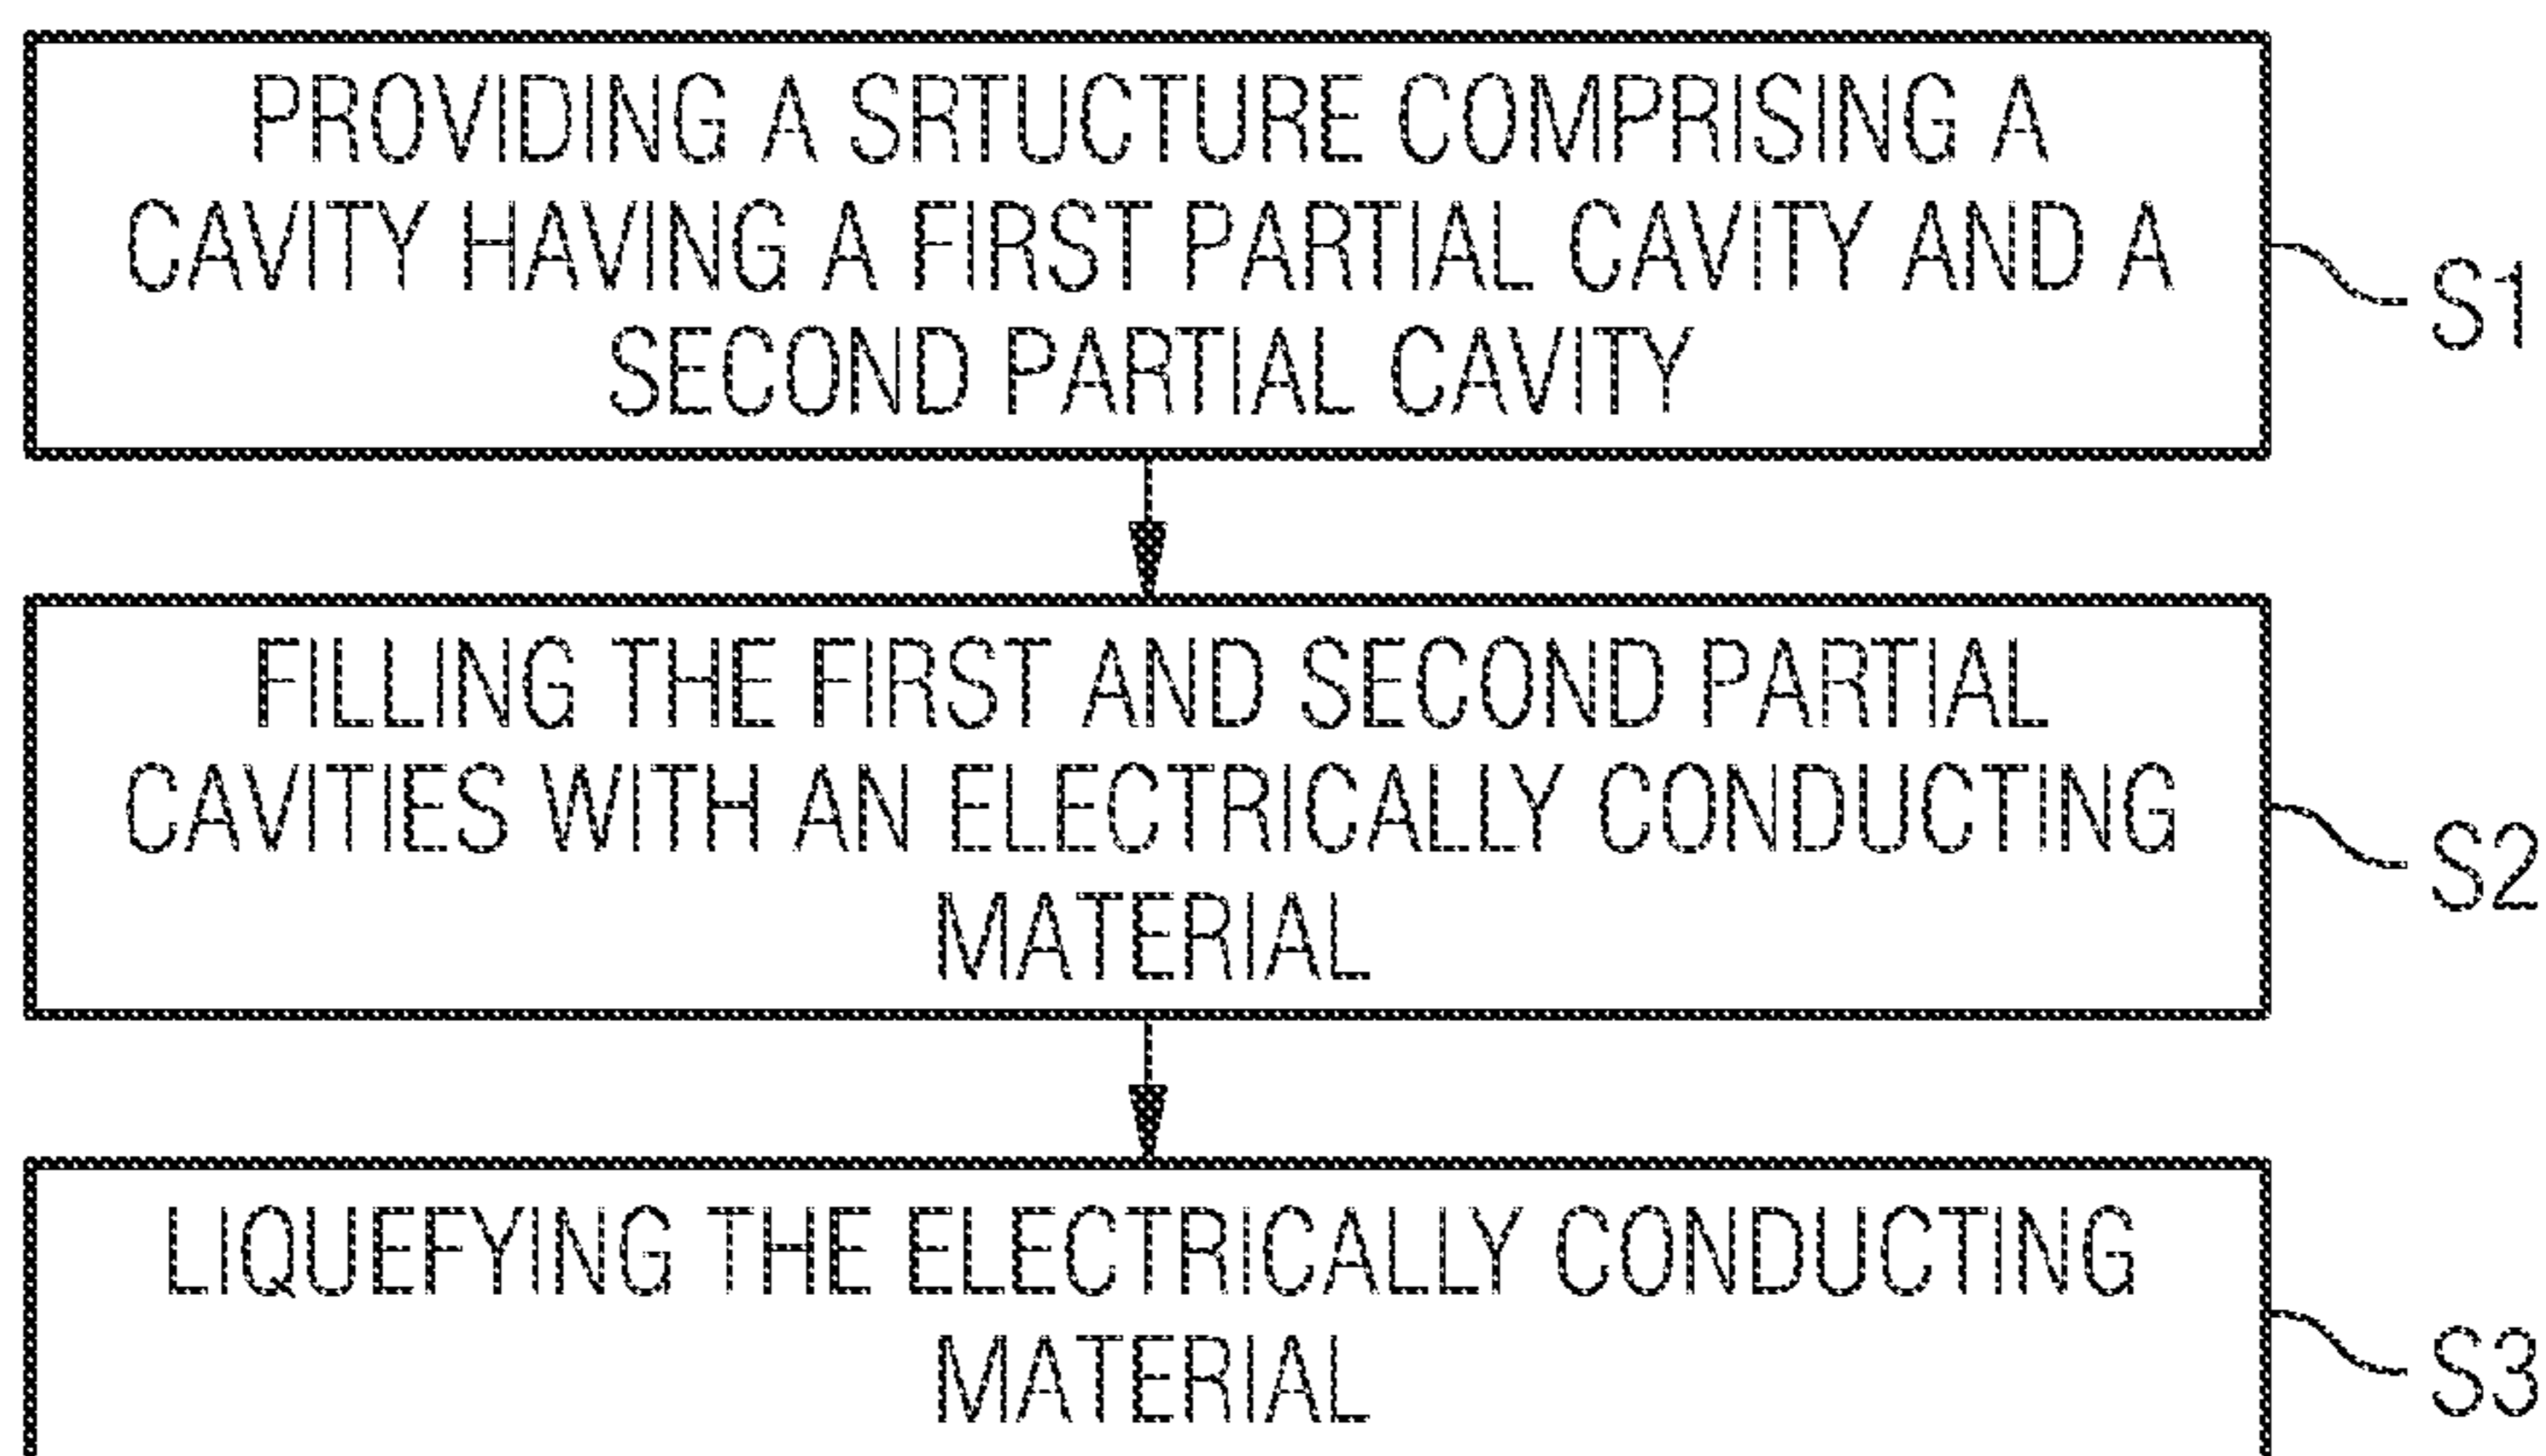 PROVIDING A SRTUCTURE COMPRISING A
CAVITY HAVING A FIRST PARTIAL CAVITY AND A
SECOND PARTIAL CAVITY
S1
FILLING THE FIRST AND SECOND PARTIAL
CAVITIES WITH AN ELECTRICALLY CONDUCTING
MATERIAL
S2
LIQUEFYING THE ELECTRICALLY CONDUCTING
MATERIAL
S3